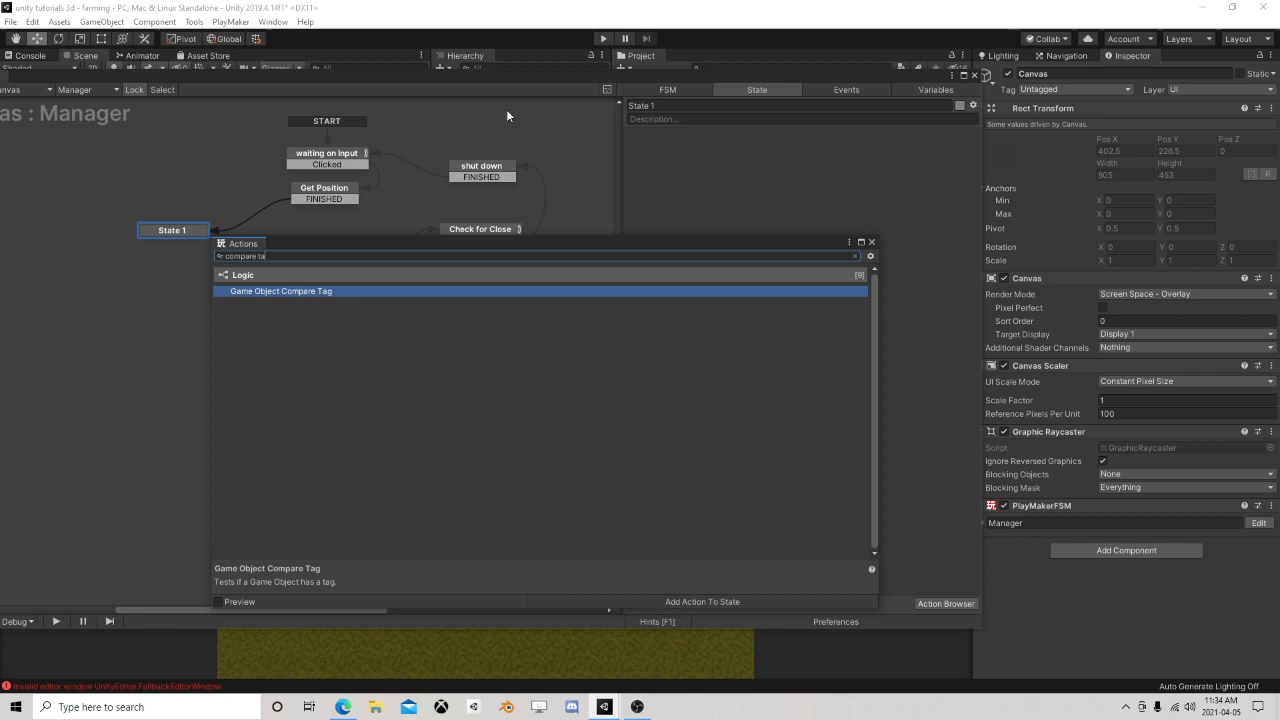 unity tutorials 3d - farming - PC, Mac & Linux Standalone - Unity 2019.4.14f1* <DX11>
File Edit Assets GameObject Component Tools PlayMaker Window Help
Pivot Global Collab Account Layers Layout
Console Scene Animator Asset Store Hierarchy Project Lighting Navigation Inspector
Canvas Static
Tag Untagged Layer UI
Manager Lock Select FSM State Events Variables
as : Manager
State 1
Description...
START
waiting on Input
Clicked
Get Position
FINISHED
shut down
FINISHED
State 1
Check for Close
Actions
compare ta
Logic [9]
Game Object Compare Tag
Game Object Compare Tag
Tests if a Game Object has a tag.
Preview Add Action To State
Action Browser
Debug Hints [F1] Preferences
Rect Transform
Some values driven by Canvas.
Pos X Pos Y Pos Z
402.5 226.5 0
Width Height
805 453 R
Anchors
Min X 0 Y 0
Max X 0 Y 0
Pivot X 0.5 Y 0.5
Rotation X 0 Y 0 Z 0
Scale X 1 Y 1 Z 1
Canvas
Render Mode Screen Space - Overlay
Pixel Perfect
Sort Order 0
Target Display Display 1
Additional Shader Channels Nothing
Canvas Scaler
UI Scale Mode Constant Pixel Size
Scale Factor 1
Reference Pixels Per Unit 100
Graphic Raycaster
Script GraphicRaycaster
Ignore Reversed Graphics
Blocking Objects None
Blocking Mask Everything
PlayMakerFSM
Manager Edit
Add Component
Invalid editor window UnityEditor.FallbackEditorWindow
Auto Generate Lighting Off
Type here to search
11:34 AM
2021-04-05